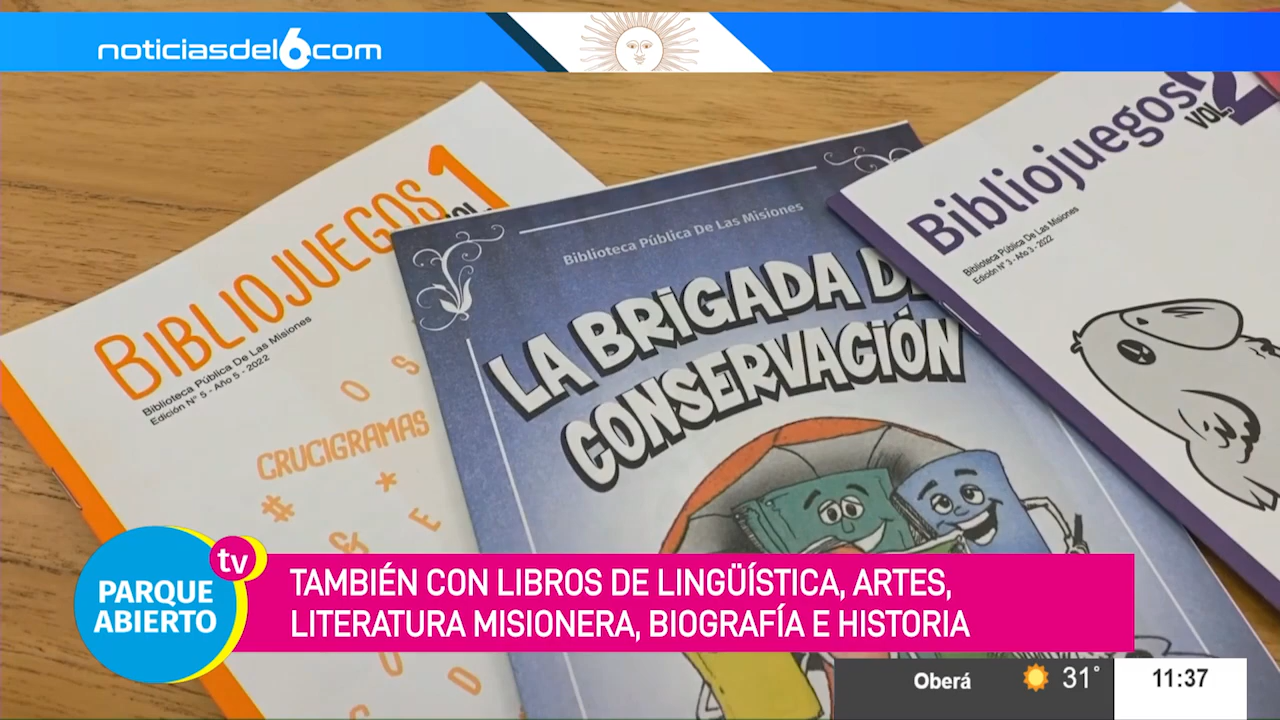 noticiasdel6.com
BIBLIOJUEGOS
VOL. 1
Biblioteca Pública De Las Misiones
Edición N° 5 - Año 5 - 2022
CRUCIGRAMAS
Biblioteca Pública De Las Misiones
LA BRIGADA DE
CONSERVACIÓN
Bibliojuegos
VOL. 2
Biblioteca Pública De Las Misiones
Edición N° 3 - Año 3 - 2022
PARQUE
ABIERTO
tv
TAMBIÉN CON LIBROS DE LINGÜÍSTICA, ARTES,
LITERATURA MISIONERA, BIOGRAFÍA E HISTORIA
Oberá 31° 11:37